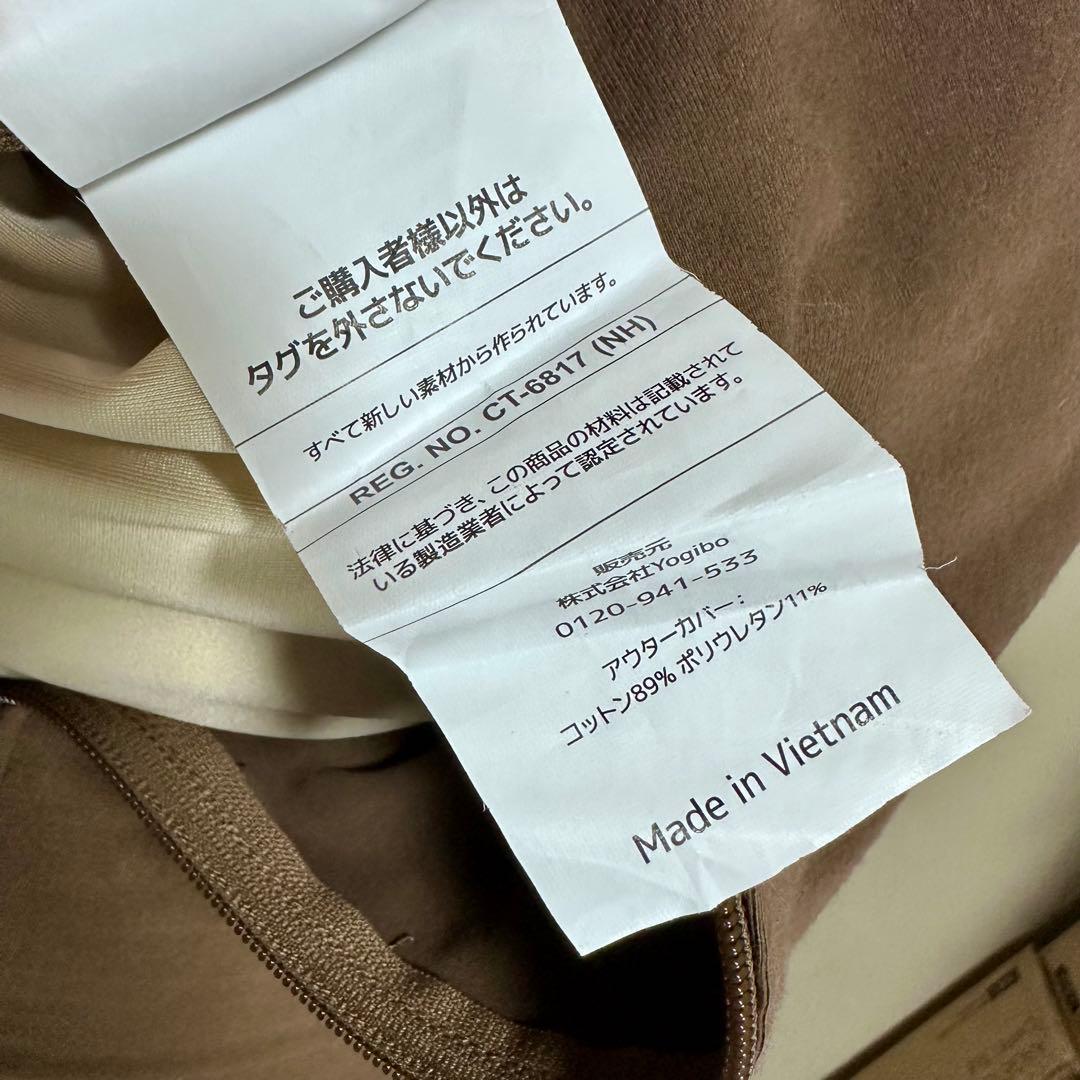 ご購入者様以外は
タグを外さないでください。
すべて新しい素材から作られています。
REG. NO. CT-6817 (NH)
法律に基づき、この商品の材料は記載されて
いる製造業者によって認定されています。
販売元
株式会社Yogibo
0120-941-533
アウターカバー：
コットン89% ポリウレタン11%
Made in Vietnam